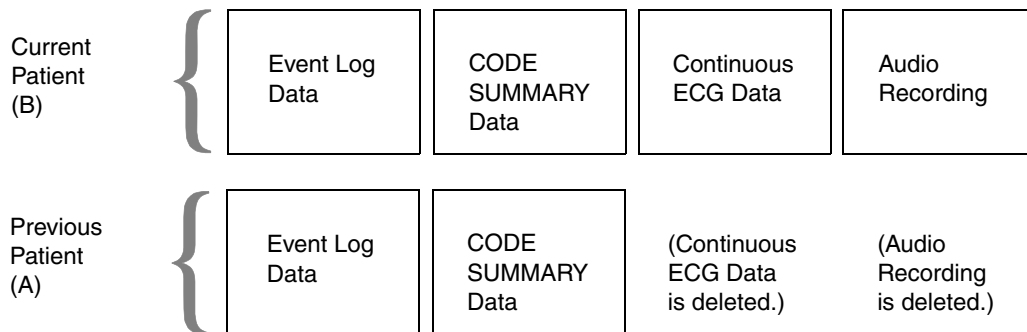 Current
Patient
(B)
Event Log
Data
CODE
SUMMARY
Data
Continuous
ECG Data
Audio
Recording
Previous
Patient
(A)
Event Log
Data
CODE
SUMMARY
Data
(Continuous
ECG Data
is deleted.)
(Audio
Recording
is deleted.)